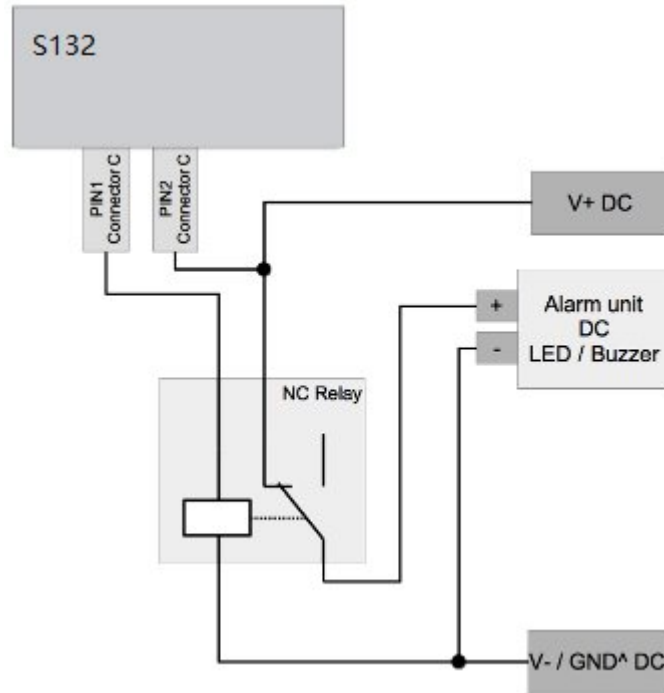 S132
PIN1
Connector C
PIN2
Connector C
V+ DC
+
Alarm unit
DC
LED / Buzzer
-
NC Relay
V- / GND^ DC